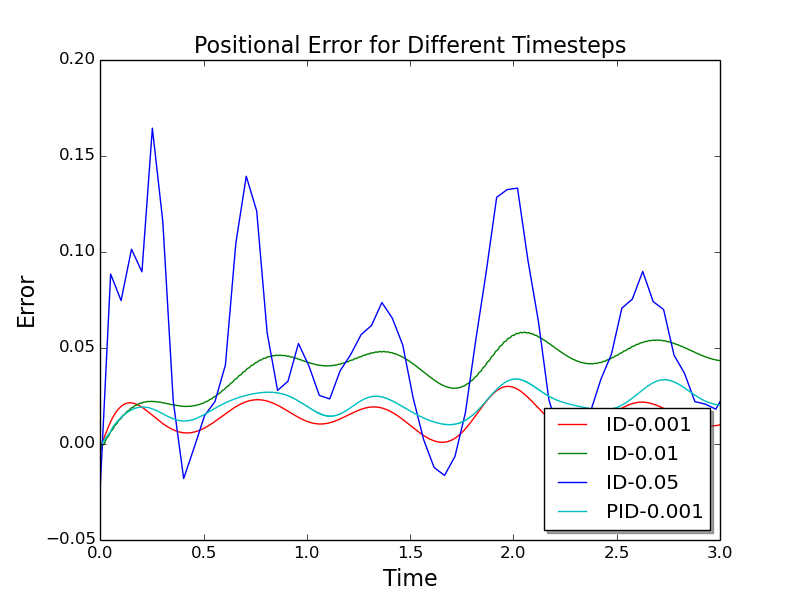 Positional Error for Different Timesteps
0.20
0.15
0.10
0.05
0.00
−0.05
Error
0.0 0.5 1.0 1.5 2.0 2.5 3.0
Time
ID-0.001
ID-0.01
ID-0.05
PID-0.001